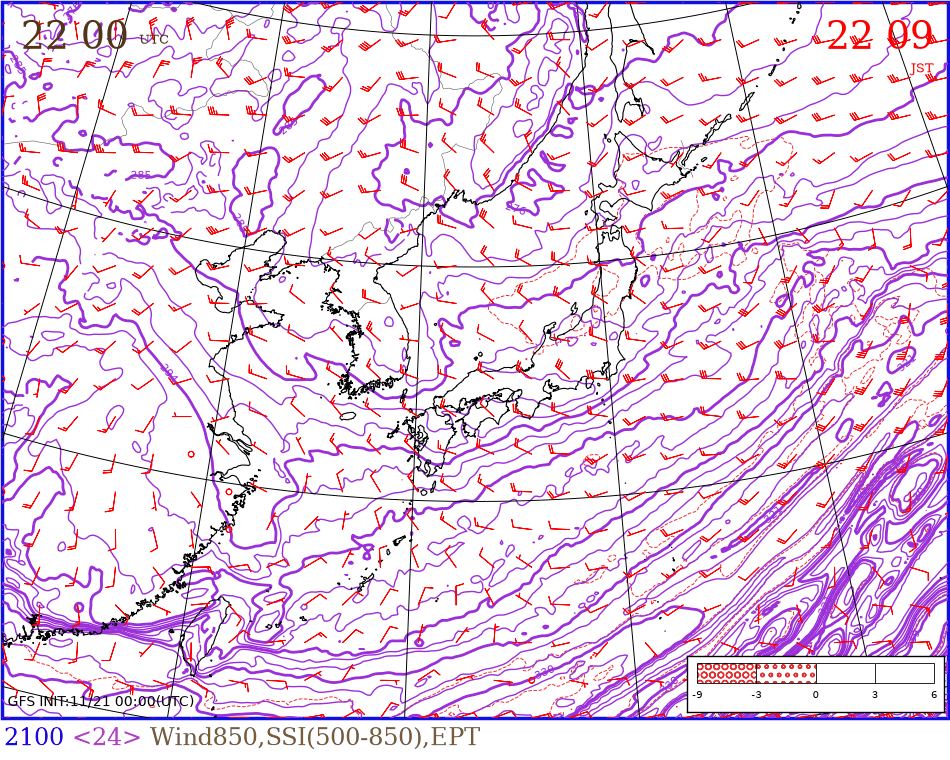 22 00 UTC
22 09
JST
285
GFS INIT:11/21 00:00(UTC)
-9 -3 0 3 6
2100 <24> Wind850,SSI(500-850),EPT